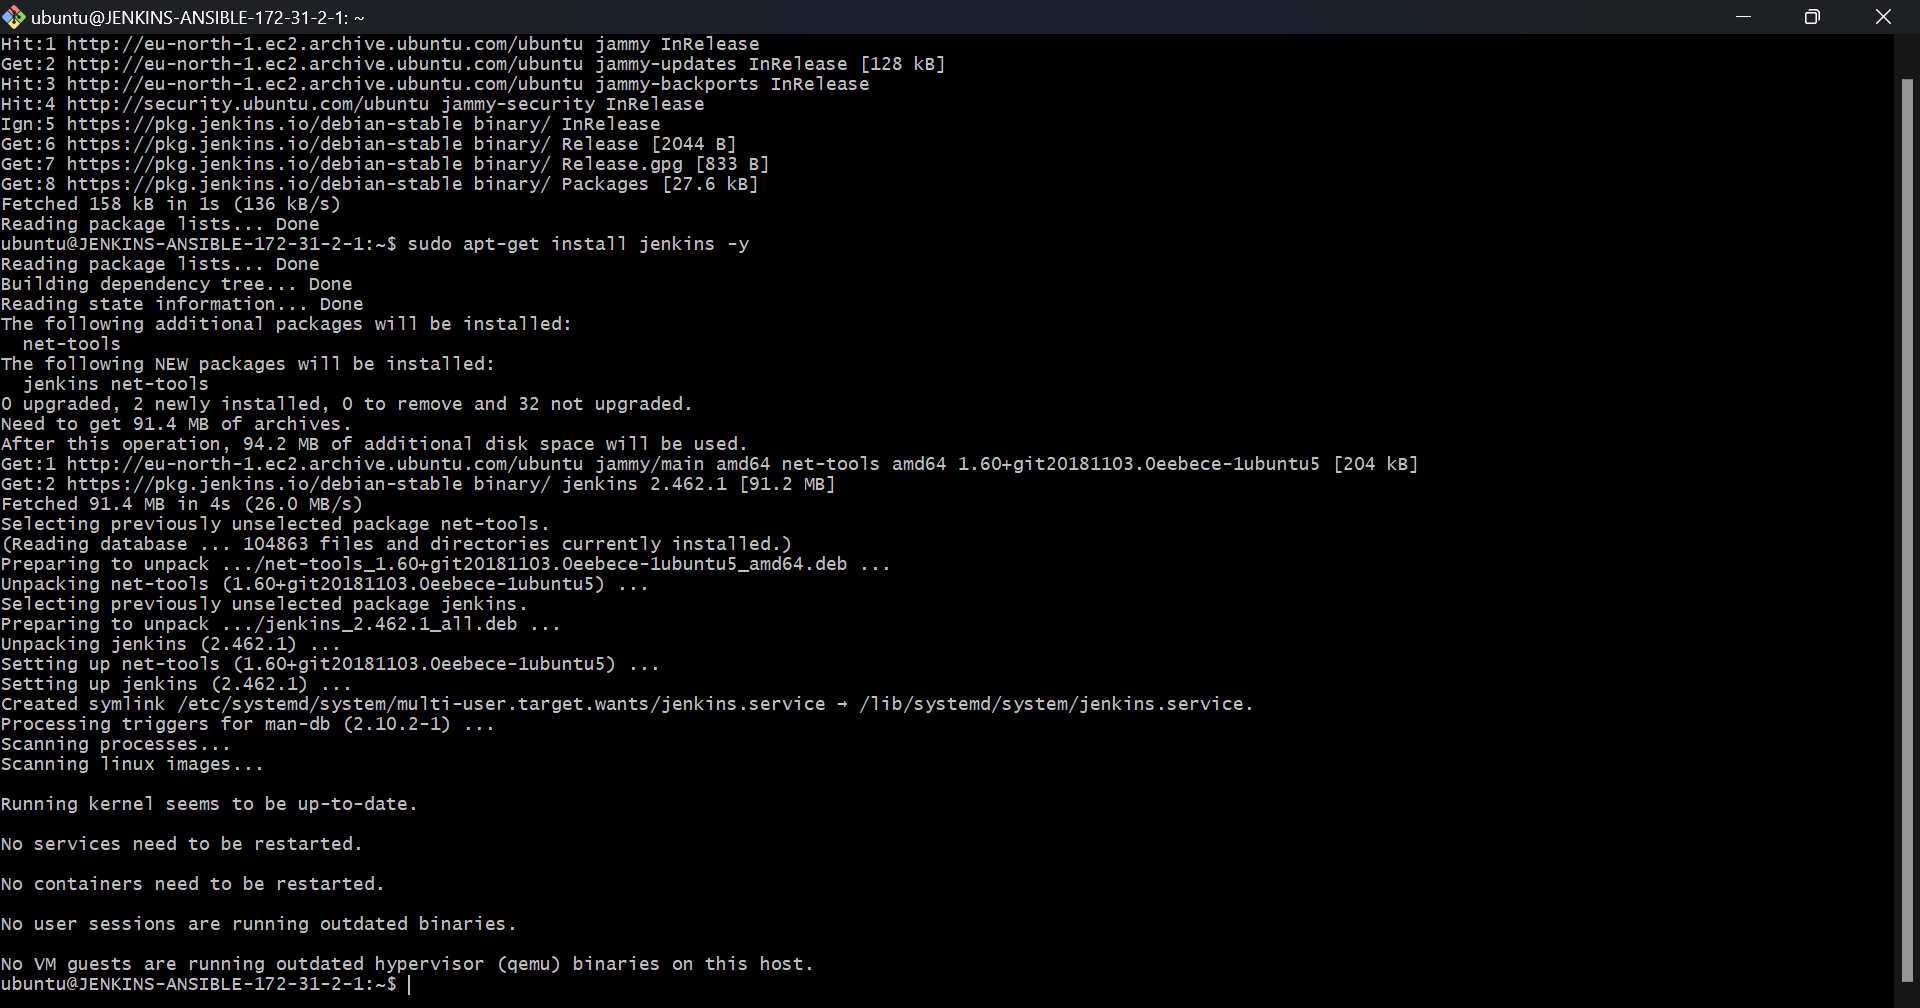 ubuntu@JENKINS-ANSIBLE-172-31-2-1: ~
Hit:1 http://eu-north-1.ec2.archive.ubuntu.com/ubuntu jammy InRelease
Get:2 http://eu-north-1.ec2.archive.ubuntu.com/ubuntu jammy-updates InRelease [128 kB]
Hit:3 http://eu-north-1.ec2.archive.ubuntu.com/ubuntu jammy-backports InRelease
Hit:4 http://security.ubuntu.com/ubuntu jammy-security InRelease
Ign:5 https://pkg.jenkins.io/debian-stable binary/ InRelease
Get:6 https://pkg.jenkins.io/debian-stable binary/ Release [2044 B]
Get:7 https://pkg.jenkins.io/debian-stable binary/ Release.gpg [833 B]
Get:8 https://pkg.jenkins.io/debian-stable binary/ Packages [27.6 kB]
Fetched 158 kB in 1s (136 kB/s)
Reading package lists... Done
ubuntu@JENKINS-ANSIBLE-172-31-2-1:~$ sudo apt-get install jenkins -y
Reading package lists... Done
Building dependency tree... Done
Reading state information... Done
The following additional packages will be installed:
  net-tools
The following NEW packages will be installed:
  jenkins net-tools
0 upgraded, 2 newly installed, 0 to remove and 32 not upgraded.
Need to get 91.4 MB of archives.
After this operation, 94.2 MB of additional disk space will be used.
Get:1 http://eu-north-1.ec2.archive.ubuntu.com/ubuntu jammy/main amd64 net-tools amd64 1.60+git20181103.0eebece-1ubuntu5 [204 kB]
Get:2 https://pkg.jenkins.io/debian-stable binary/ jenkins 2.462.1 [91.2 MB]
Fetched 91.4 MB in 4s (26.0 MB/s)
Selecting previously unselected package net-tools.
(Reading database ... 104863 files and directories currently installed.)
Preparing to unpack .../net-tools_1.60+git20181103.0eebece-1ubuntu5_amd64.deb ...
Unpacking net-tools (1.60+git20181103.0eebece-1ubuntu5) ...
Selecting previously unselected package jenkins.
Preparing to unpack .../jenkins_2.462.1_all.deb ...
Unpacking jenkins (2.462.1) ...
Setting up net-tools (1.60+git20181103.0eebece-1ubuntu5) ...
Setting up jenkins (2.462.1) ...
Created symlink /etc/systemd/system/multi-user.target.wants/jenkins.service → /lib/systemd/system/jenkins.service.
Processing triggers for man-db (2.10.2-1) ...
Scanning processes...
Scanning linux images...
Running kernel seems to be up-to-date.
No services need to be restarted.
No containers need to be restarted.
No user sessions are running outdated binaries.
No VM guests are running outdated hypervisor (qemu) binaries on this host.
ubuntu@JENKINS-ANSIBLE-172-31-2-1:~$